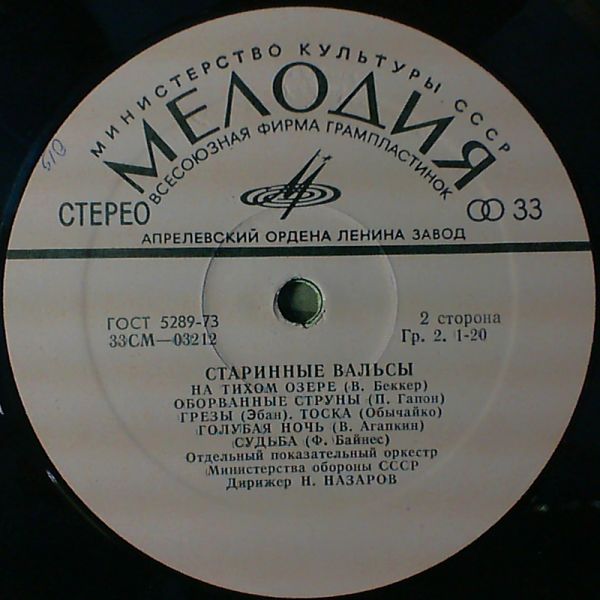 МИНИСТЕРСТВО КУЛЬТУРЫ СССР
МЕЛОДИЯ
ВСЕСОЮЗНАЯ ФИРМА ГРАМПЛАСТИНОК
СТЕРЕО
33
АПРЕЛЕВСКИЙ ОРДЕНА ЛЕНИНА ЗАВОД
ГОСТ 5289-73
33СМ—03212
2 сторона
Гр. 2. 1-20
СТАРИННЫЕ ВАЛЬСЫ
НА ТИХОМ ОЗЕРЕ (В. Беккер)
ОБОРВАННЫЕ СТРУНЫ (П. Гапон)
ГРЕЗЫ (Эбан). ТОСКА (Обычайко)
ГОЛУБАЯ НОЧЬ (В. Агапкин)
СУДЬБА (Ф. Байнес)
Отдельный показательный оркестр
Министерства обороны СССР
Дирижер Н. НАЗАРОВ